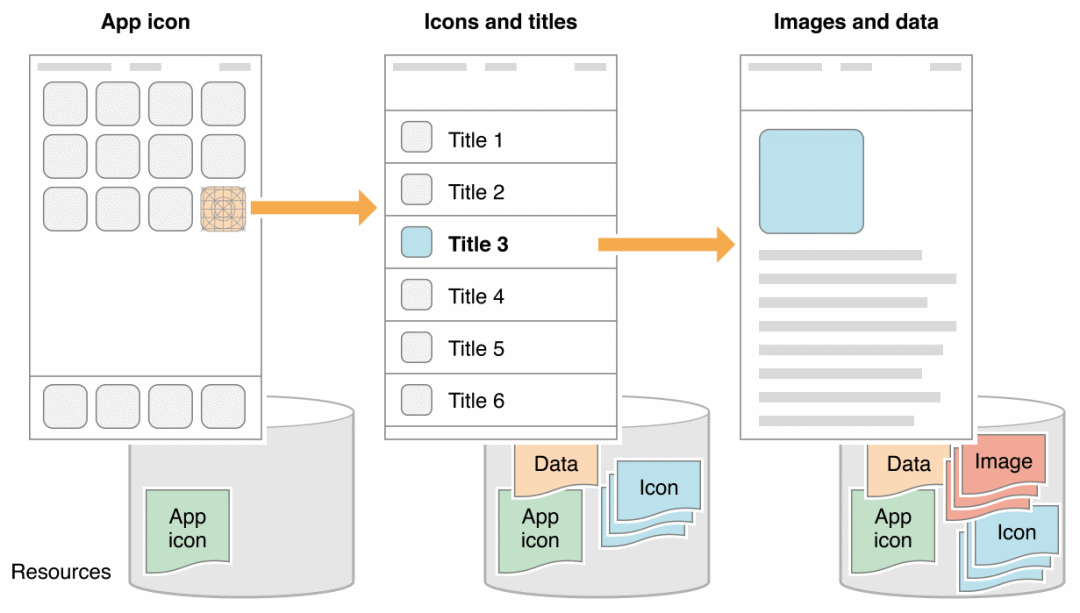 App icon
Icons and titles
Images and data
Title 1
Title 2
Title 3
Title 4
Title 5
Title 6
App
icon
Data
Icon
App
icon
Data
Image
App
icon
Icon
Resources